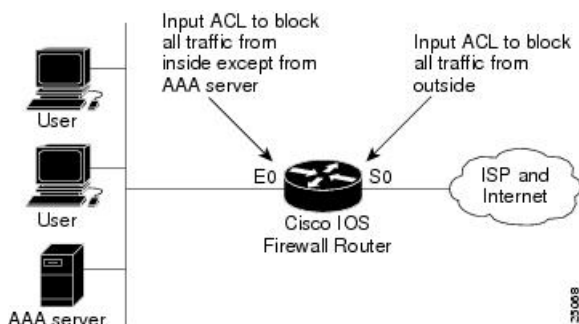 Input ACL to block
all traffic from
inside except from
AAA server
Input ACL to block
all traffic from
outside
User
E0
S0
ISP and
Internet
User
Cisco IOS
Firewall Router
AAA server